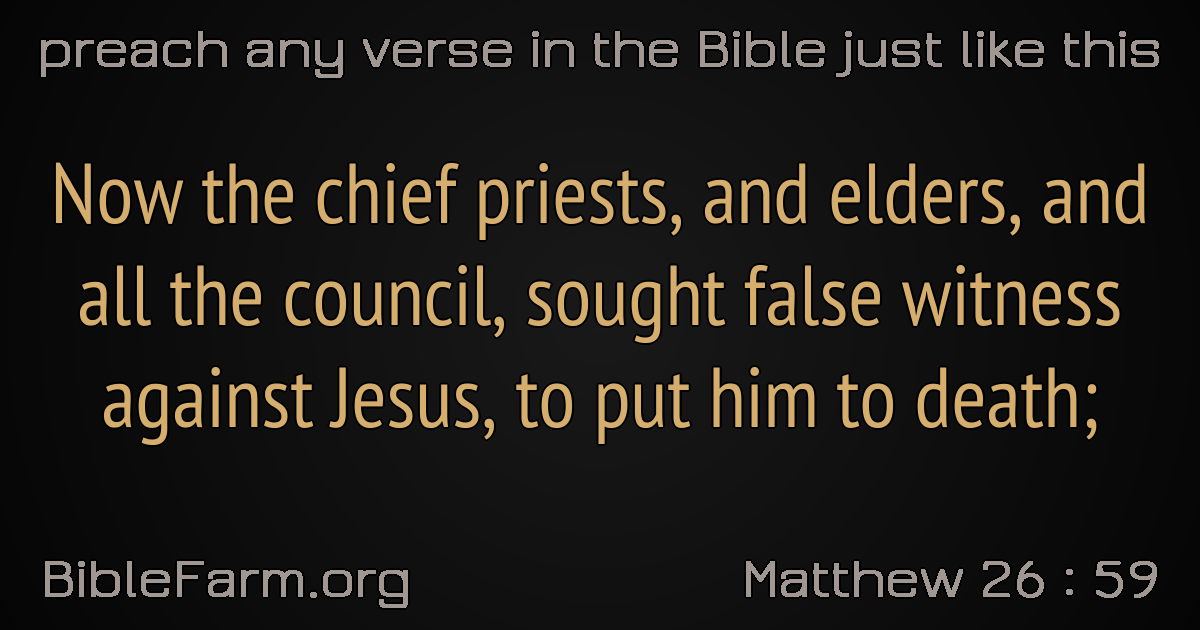 preach any verse in the Bible just like this
Now the chief priests, and elders, and
all the council, sought false witness
against Jesus, to put him to death;
BibleFarm.org
Matthew 26 : 59